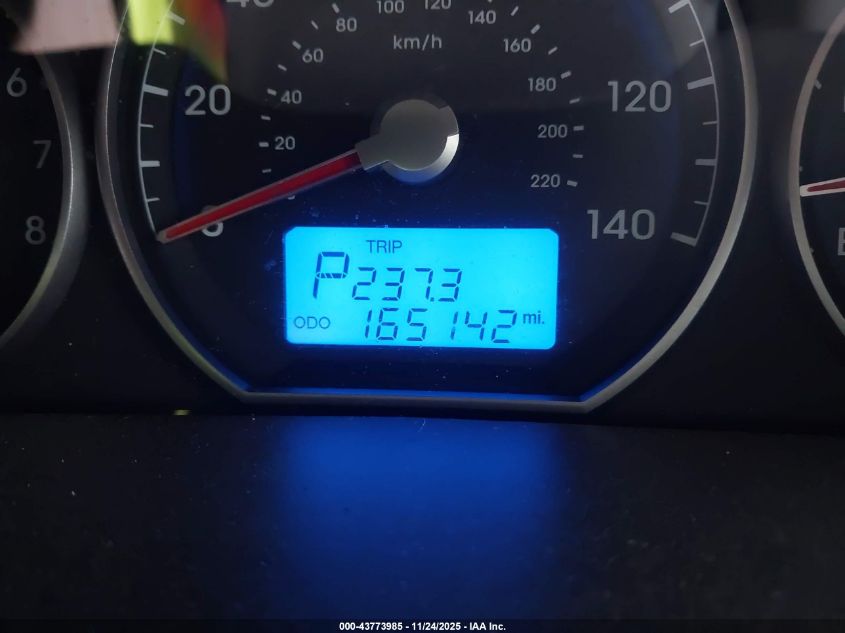 100 120
80 140
60 km/h 160
6 20 40 180 120
7 20 200
8 220 140
TRIP
P 237.3
ODO 165142 mi.
000-43773985 - 11/24/2025 - IAA Inc.